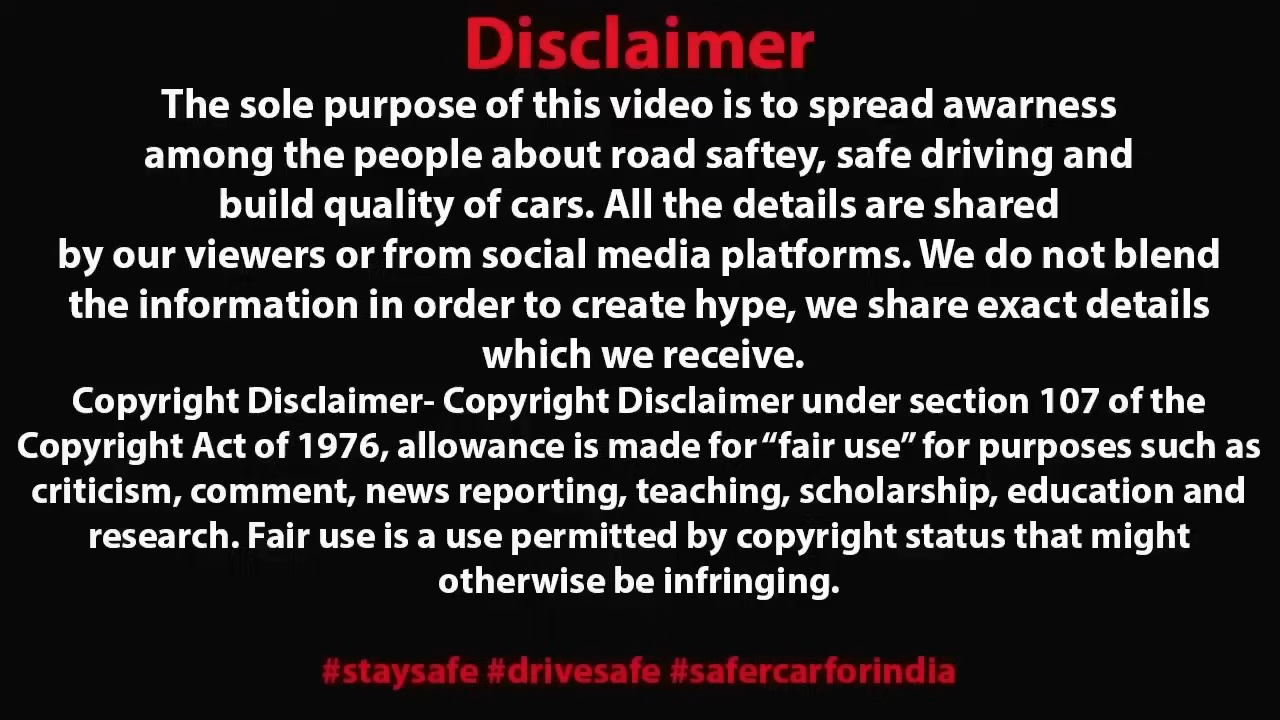 Disclaimer
The sole purpose of this video is to spread awarness
among the people about road saftey, safe driving and
build quality of cars. All the details are shared
by our viewers or from social media platforms. We do not blend
the information in order to create hype, we share exact details
which we receive.
Copyright Disclaimer- Copyright Disclaimer under section 107 of the
Copyright Act of 1976, allowance is made for “fair use” for purposes such as
criticism, comment, news reporting, teaching, scholarship, education and
research. Fair use is a use permitted by copyright status that might
otherwise be infringing.
#staysafe #drivesafe #safercarforindia